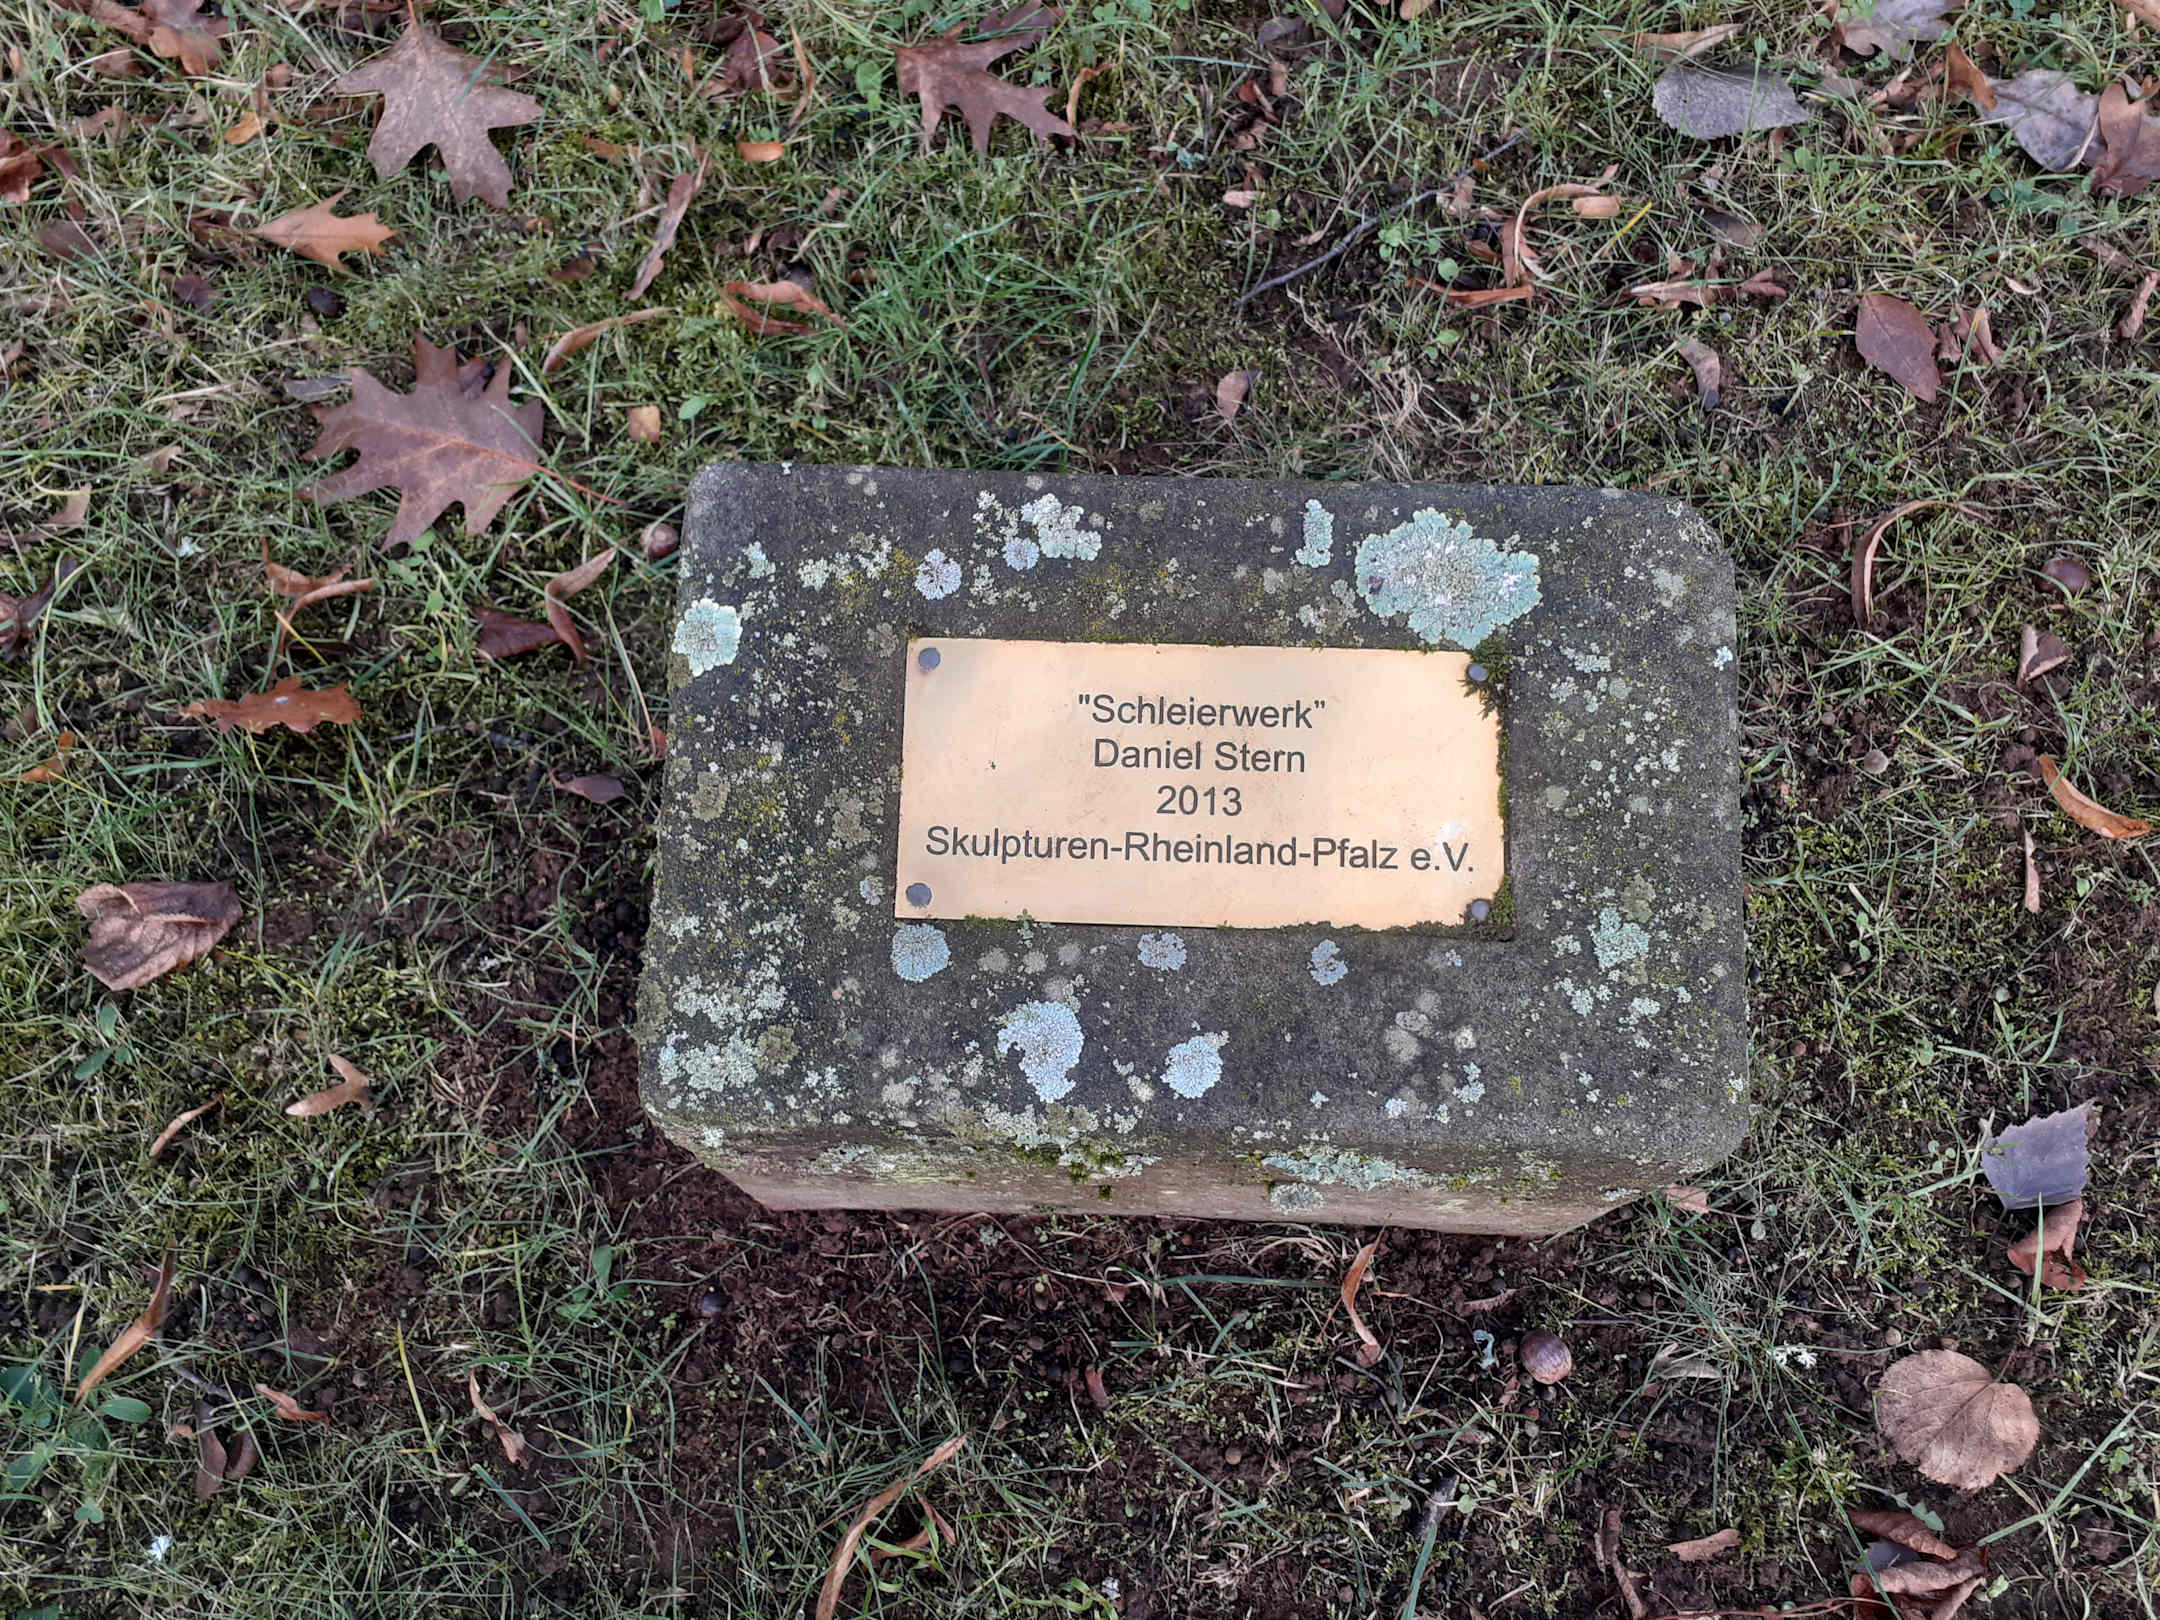 "Schleierwerk”
Daniel Stern
2013
Skulpturen-Rheinland-Pfalz e.V.